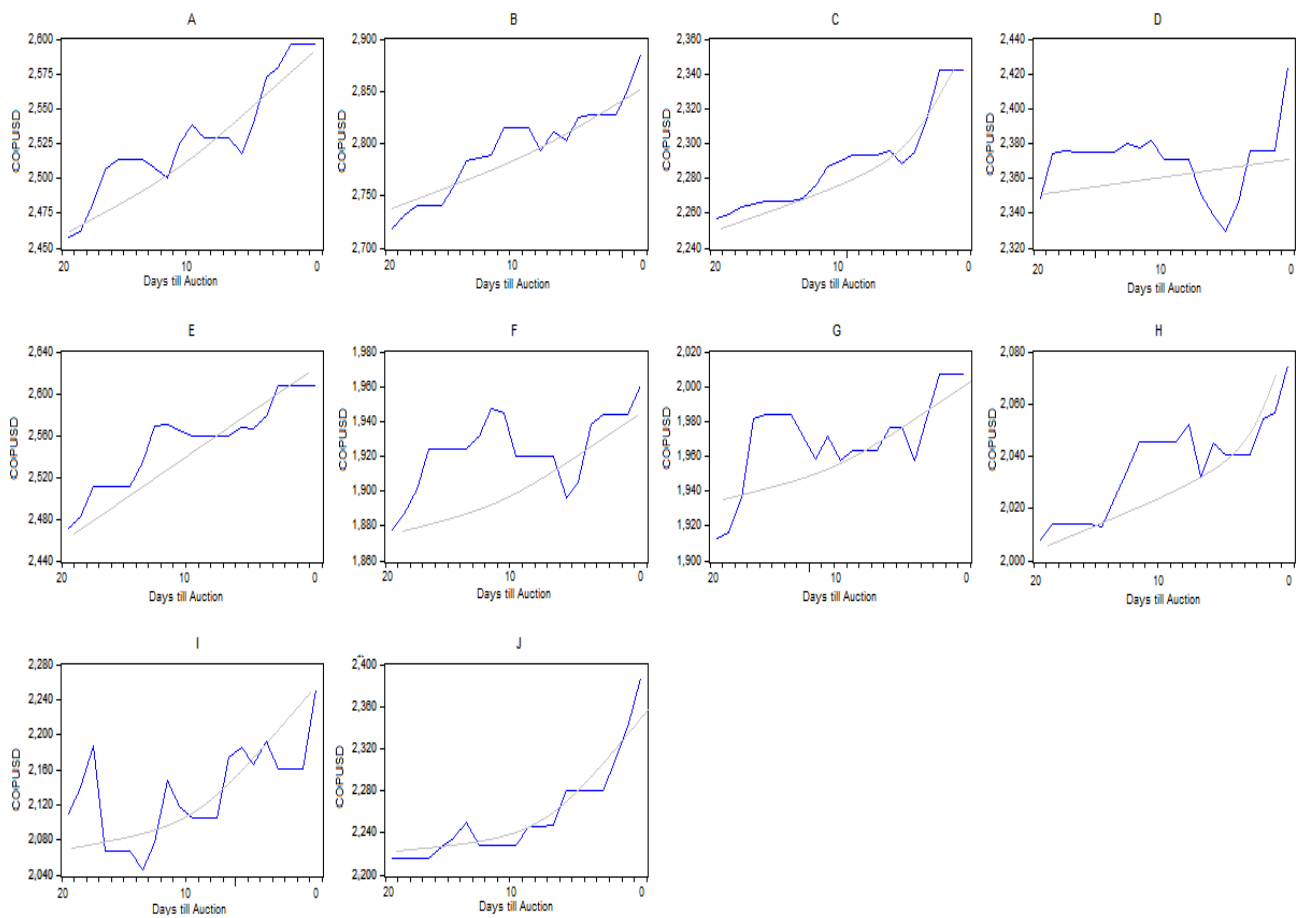 A
COPUSD
2,600
2,575
2,550
2,525
2,500
2,475
2,450
20 10 0
Days till Auction
B
COPUSD
2,900
2,850
2,800
2,750
2,700
20 10 0
Days till Auction
C
COPUSD
2,360
2,340
2,320
2,300
2,280
2,260
2,240
20 10 0
Days till Auction
D
COPUSD
2,440
2,420
2,400
2,380
2,360
2,340
2,320
20 10 0
Days till Auction
E
COPUSD
2,640
2,600
2,560
2,520
2,480
2,440
20 10 0
Days till Auction
F
COPUSD
1,980
1,960
1,940
1,920
1,900
1,880
1,860
20 10 0
Days till Auction
G
COPUSD
2,020
2,000
1,980
1,960
1,940
1,920
1,900
20 10 0
Days till Auction
H
COPUSD
2,080
2,060
2,040
2,020
2,000
20 10 0
Days till Auction
I
COPUSD
2,280
2,240
2,200
2,160
2,120
2,080
2,040
20 10 0
Days till Auction
J
COPUSD
2,400
2,360
2,320
2,280
2,240
2,200
20 10 0
Days till Auction